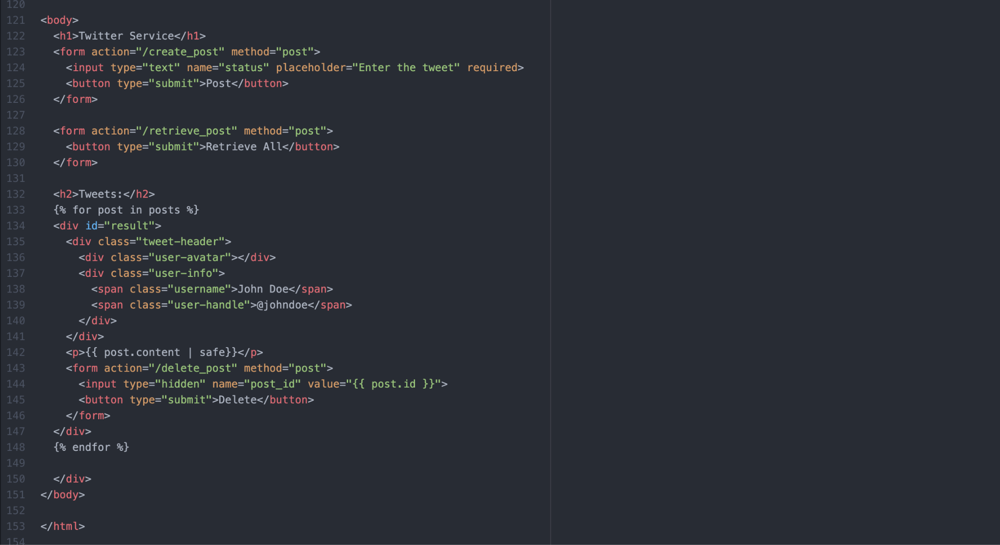 120
121 <body>
122   <h1>Twitter Service</h1>
123   <form action="/create_post" method="post">
124     <input type="text" name="status" placeholder="Enter the tweet" required>
125     <button type="submit">Post</button>
126   </form>
127
128   <form action="/retrieve_post" method="post">
129     <button type="submit">Retrieve All</button>
130   </form>
131
132   <h2>Tweets:</h2>
133   {% for post in posts %}
134   <div id="result">
135     <div class="tweet-header">
136       <div class="user-avatar"></div>
137       <div class="user-info">
138         <span class="username">John Doe</span>
139         <span class="user-handle">@johndoe</span>
140       </div>
141     </div>
142     <p>{{ post.content | safe}}</p>
143     <form action="/delete_post" method="post">
144       <input type="hidden" name="post_id" value="{{ post.id }}">
145       <button type="submit">Delete</button>
146     </form>
147   </div>
148   {% endfor %}
149
150   </div>
151 </body>
152
153 </html>
154